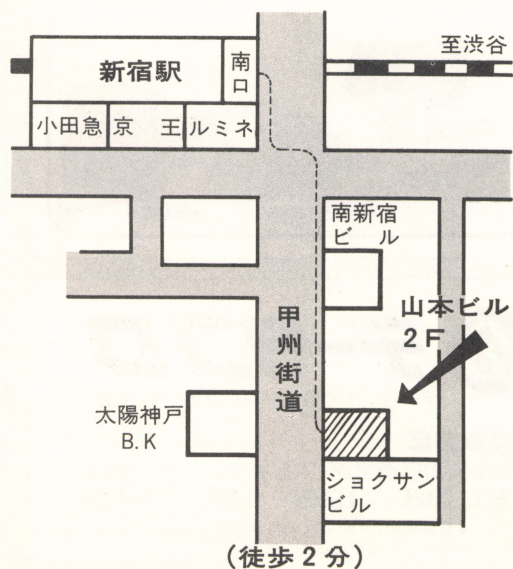 至渋谷
新宿駅
南口
小田急
京王
ルミネ
南新宿
ビル
山本ビル
2F
甲州街道
太陽神戸
B.K
ショクサン
ビル
(徒歩2分)